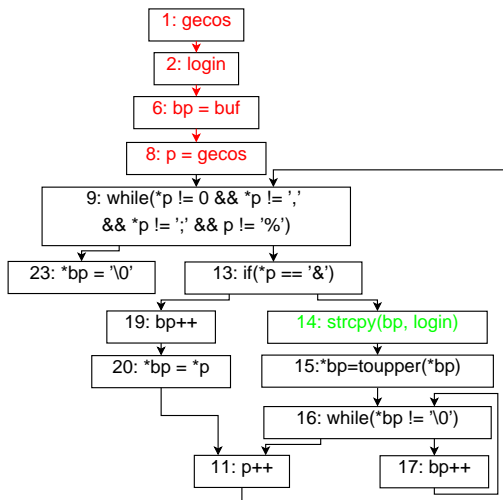 1: gecos
2: login
6: bp = buf
8: p = gecos
9: while(*p != 0 && *p != ','
&& *p != ';' && p != '%')
23: *bp = '\0'
13: if(*p == '&')
19: bp++
14: strcpy(bp, login)
20: *bp = *p
15:*bp=toupper(*bp)
16: while(*bp != '\0')
11: p++
17: bp++